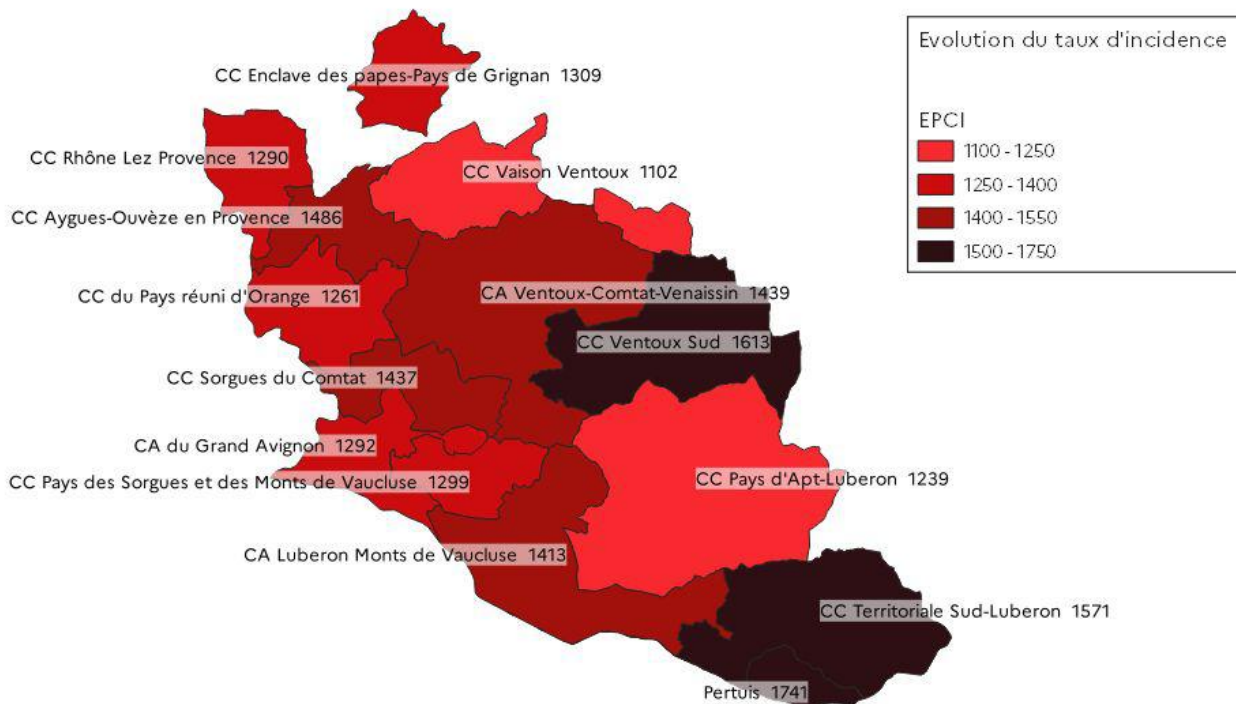 Evolution du taux d'incidence
EPCI
1100 - 1250
1250 - 1400
1400 - 1550
1500 - 1750
CC Enclave des papes-Pays de Grignan 1309
CC Rhône Lez Provence 1290
CC Vaison Ventoux 1102
CC Aygues-Ouvèze en Provence 1486
CC du Pays réuni d'Orange 1261
CA Ventoux-Comtat-Venaissin 1439
CC Ventoux Sud 1613
CC Sorgues du Comtat 1437
CA du Grand Avignon 1292
CC Pays des Sorgues et des Monts de Vaucluse 1299
CC Pays d'Apt-Luberon 1239
CA Luberon Monts de Vaucluse 1413
CC Territoriale Sud-Luberon 1571
Pertuis 1741